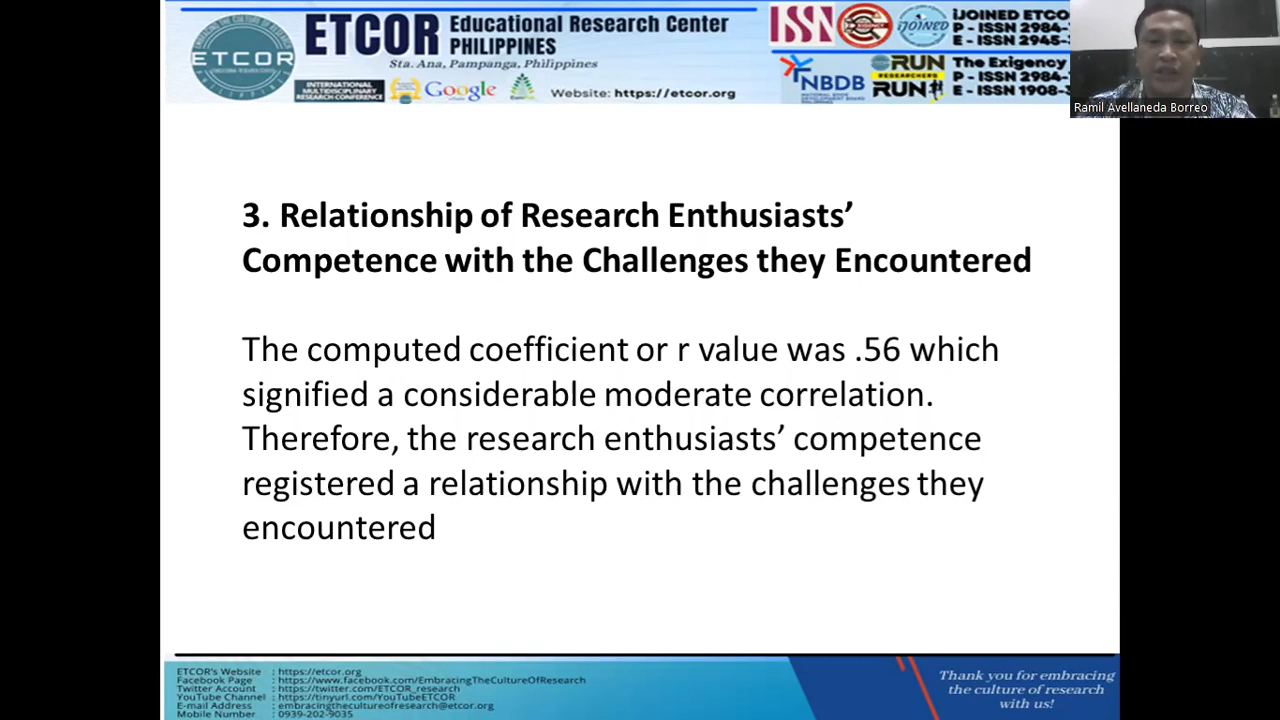 ETCOR
Educational Research Center
PHILIPPINES
Sta. Ana, Pampanga, Philippines
ETCOR
INTERNATIONAL
MULTIDISCIPLINARY
RESEARCH CONFERENCE
Google
Website: https://etcor.org
ISSN
iJOINED
iJOINED ETCO
P - ISSN 2984-
E - ISSN 2945-
NBDB
RUN
RESEARCHERS
RUN
The Exigency
P - ISSN 2984-
E - ISSN 1908-
Ramil Avellaneda Borreo
3. Relationship of Research Enthusiasts’
Competence with the Challenges they Encountered
The computed coefficient or r value was .56 which
signified a considerable moderate correlation.
Therefore, the research enthusiasts’ competence
registered a relationship with the challenges they
encountered
ETCOR's Website : https://etcor.org
Facebook Page : https://www.facebook.com/EmbracingTheCultureOfResearch
Twitter Account : https://twitter.com/ETCOR_research
YouTube Channel : https://tinyurl.com/YouTubeETCOR
E-mail Address : embracingthecultureofresearch@etcor.org
Mobile Number : 0939-202-9035
Thank you for embracing
the culture of research
with us!